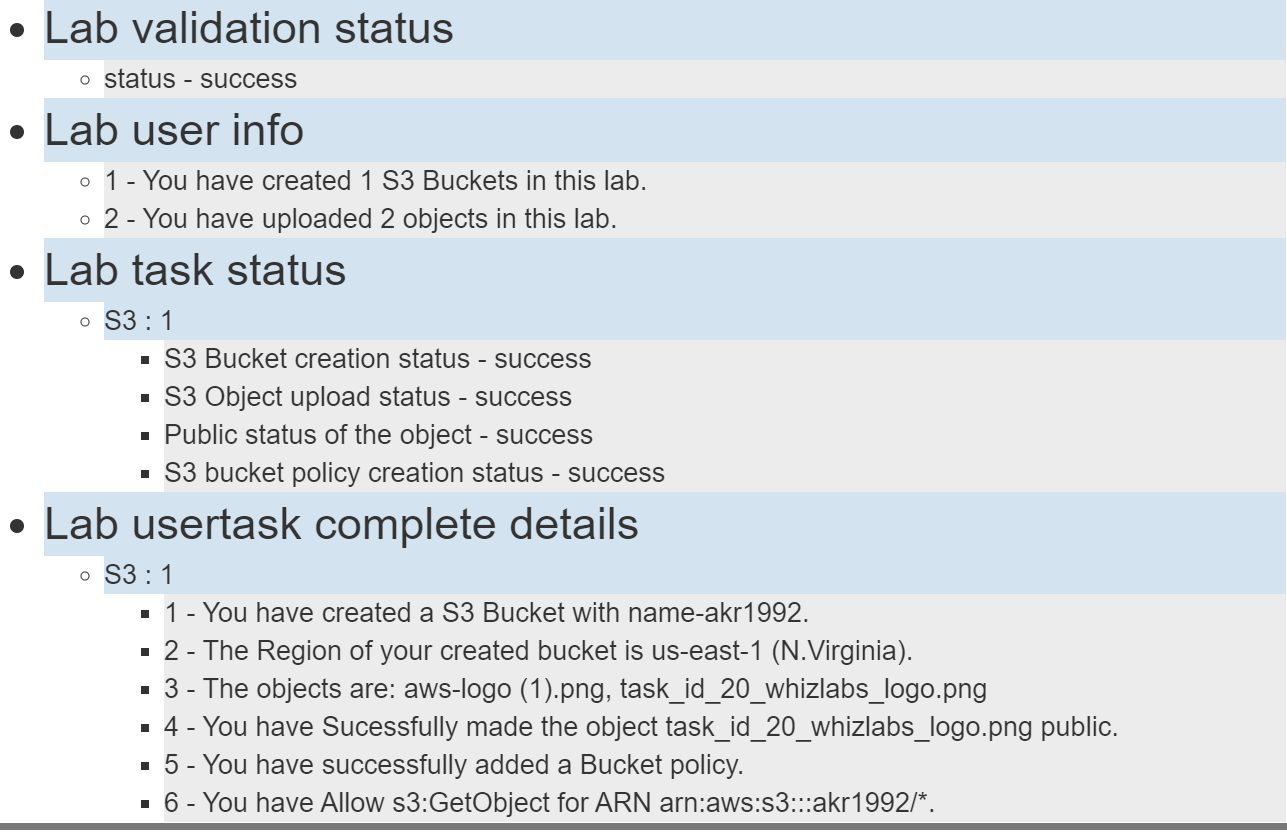 Lab validation status
status - success
Lab user info
1 - You have created 1 S3 Buckets in this lab.
2 - You have uploaded 2 objects in this lab.
Lab task status
S3 : 1
S3 Bucket creation status - success
S3 Object upload status - success
Public status of the object - success
S3 bucket policy creation status - success
Lab usertask complete details
S3 : 1
1 - You have created a S3 Bucket with name-akr1992.
2 - The Region of your created bucket is us-east-1 (N.Virginia).
3 - The objects are: aws-logo (1).png, task_id_20_whizlabs_logo.png
4 - You have Sucessfully made the object task_id_20_whizlabs_logo.png public.
5 - You have successfully added a Bucket policy.
6 - You have Allow s3:GetObject for ARN arn:aws:s3:::akr1992/*.